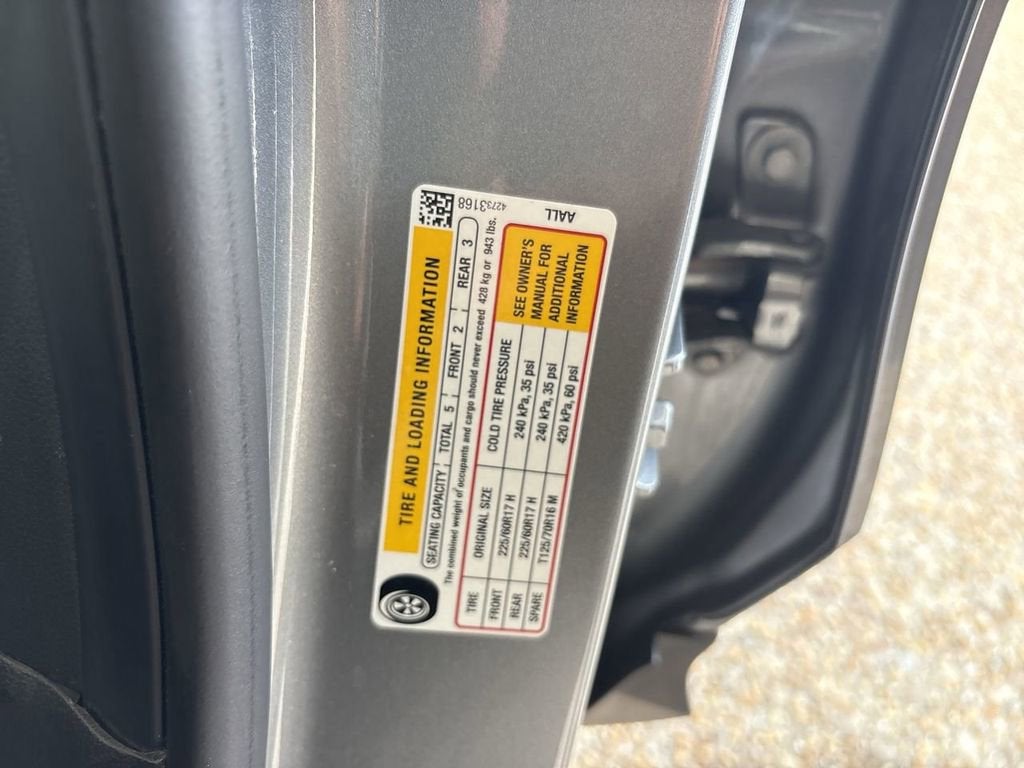 TIRE AND LOADING INFORMATION
SEATING CAPACITY TOTAL 5 FRONT 2 REAR 3
The combined weight of occupants and cargo should never exceed 428 kg or 943 lbs.
TIRE ORIGINAL SIZE COLD TIRE PRESSURE
FRONT 225/60R17 H 240 kPa, 35 psi
REAR 225/60R17 H 240 kPa, 35 psi
SPARE T125/70R16 M 420 kPa, 60 psi
SEE OWNER'S
MANUAL FOR
ADDITIONAL
INFORMATION
42793168
AALL